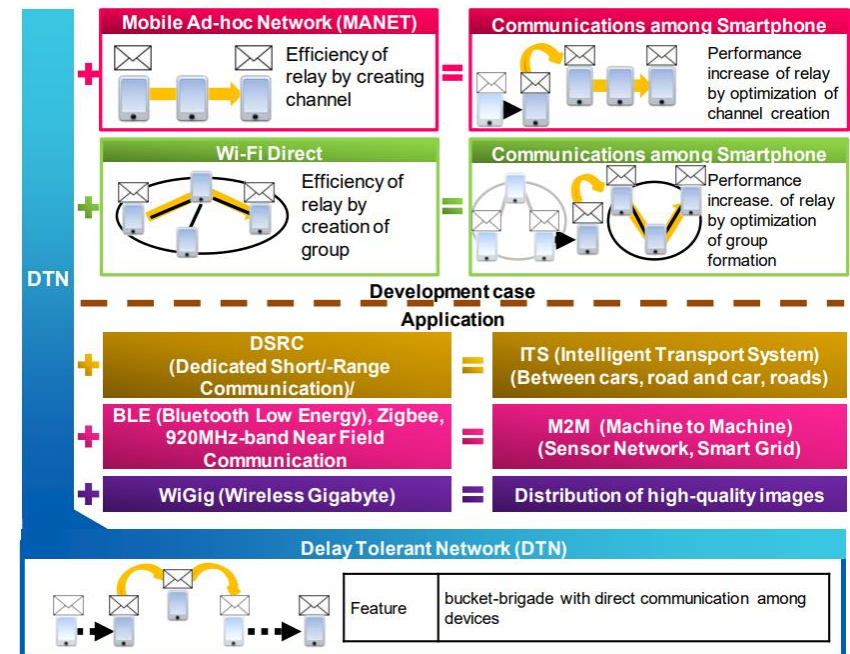 Mobile Ad-hoc Network (MANET)
Efficiency of
relay by creating
channel
Communications among Smartphone
Performance
increase of relay
by optimization of
channel creation
Wi-Fi Direct
Efficiency of
relay by
creation of
group
Communications among Smartphone
Performance
increase. of relay
by optimization
of group
formation
DTN
Development case
Application
DSRC
(Dedicated Short/-Range
Communication)/
ITS (Intelligent Transport System)
(Between cars, road and car, roads)
BLE (Bluetooth Low Energy), Zigbee,
920MHz-band Near Field
Communication
M2M (Machine to Machine)
(Sensor Network, Smart Grid)
WiGig (Wireless Gigabyte)
Distribution of high-quality images
Delay Tolerant Network (DTN)
Feature
bucket-brigade with direct communication among
devices